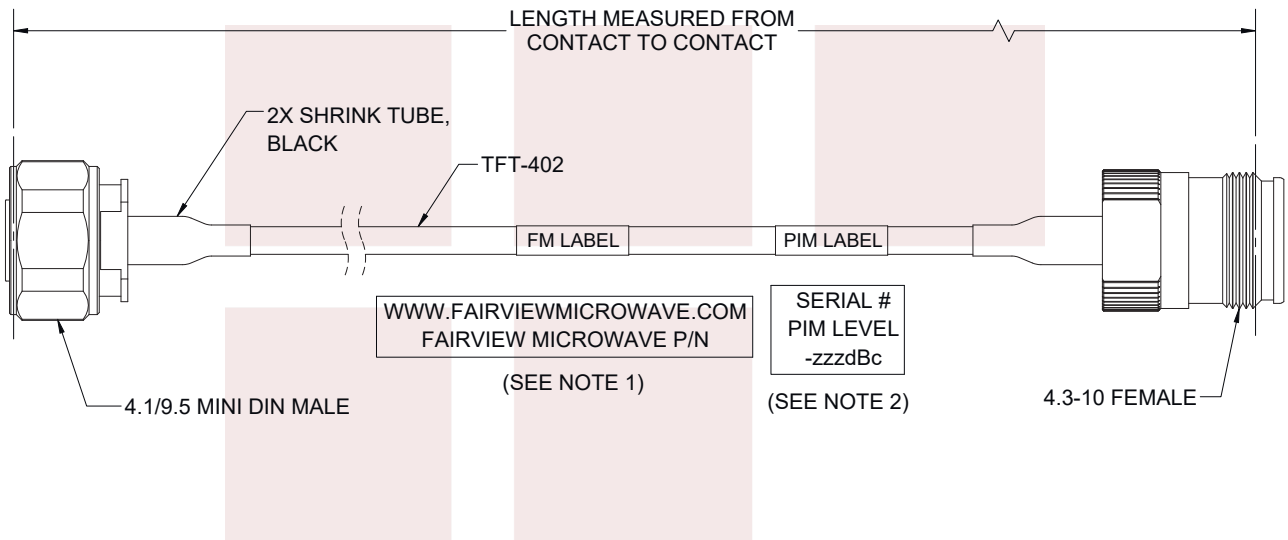 LENGTH MEASURED FROM
CONTACT TO CONTACT
2X SHRINK TUBE,
BLACK
TFT-402
FM LABEL
PIM LABEL
WWW.FAIRVIEWMICROWAVE.COM
FAIRVIEW MICROWAVE P/N
(SEE NOTE 1)
SERIAL #
PIM LEVEL
-zzzdBc
(SEE NOTE 2)
4.1/9.5 MINI DIN MALE
4.3-10 FEMALE